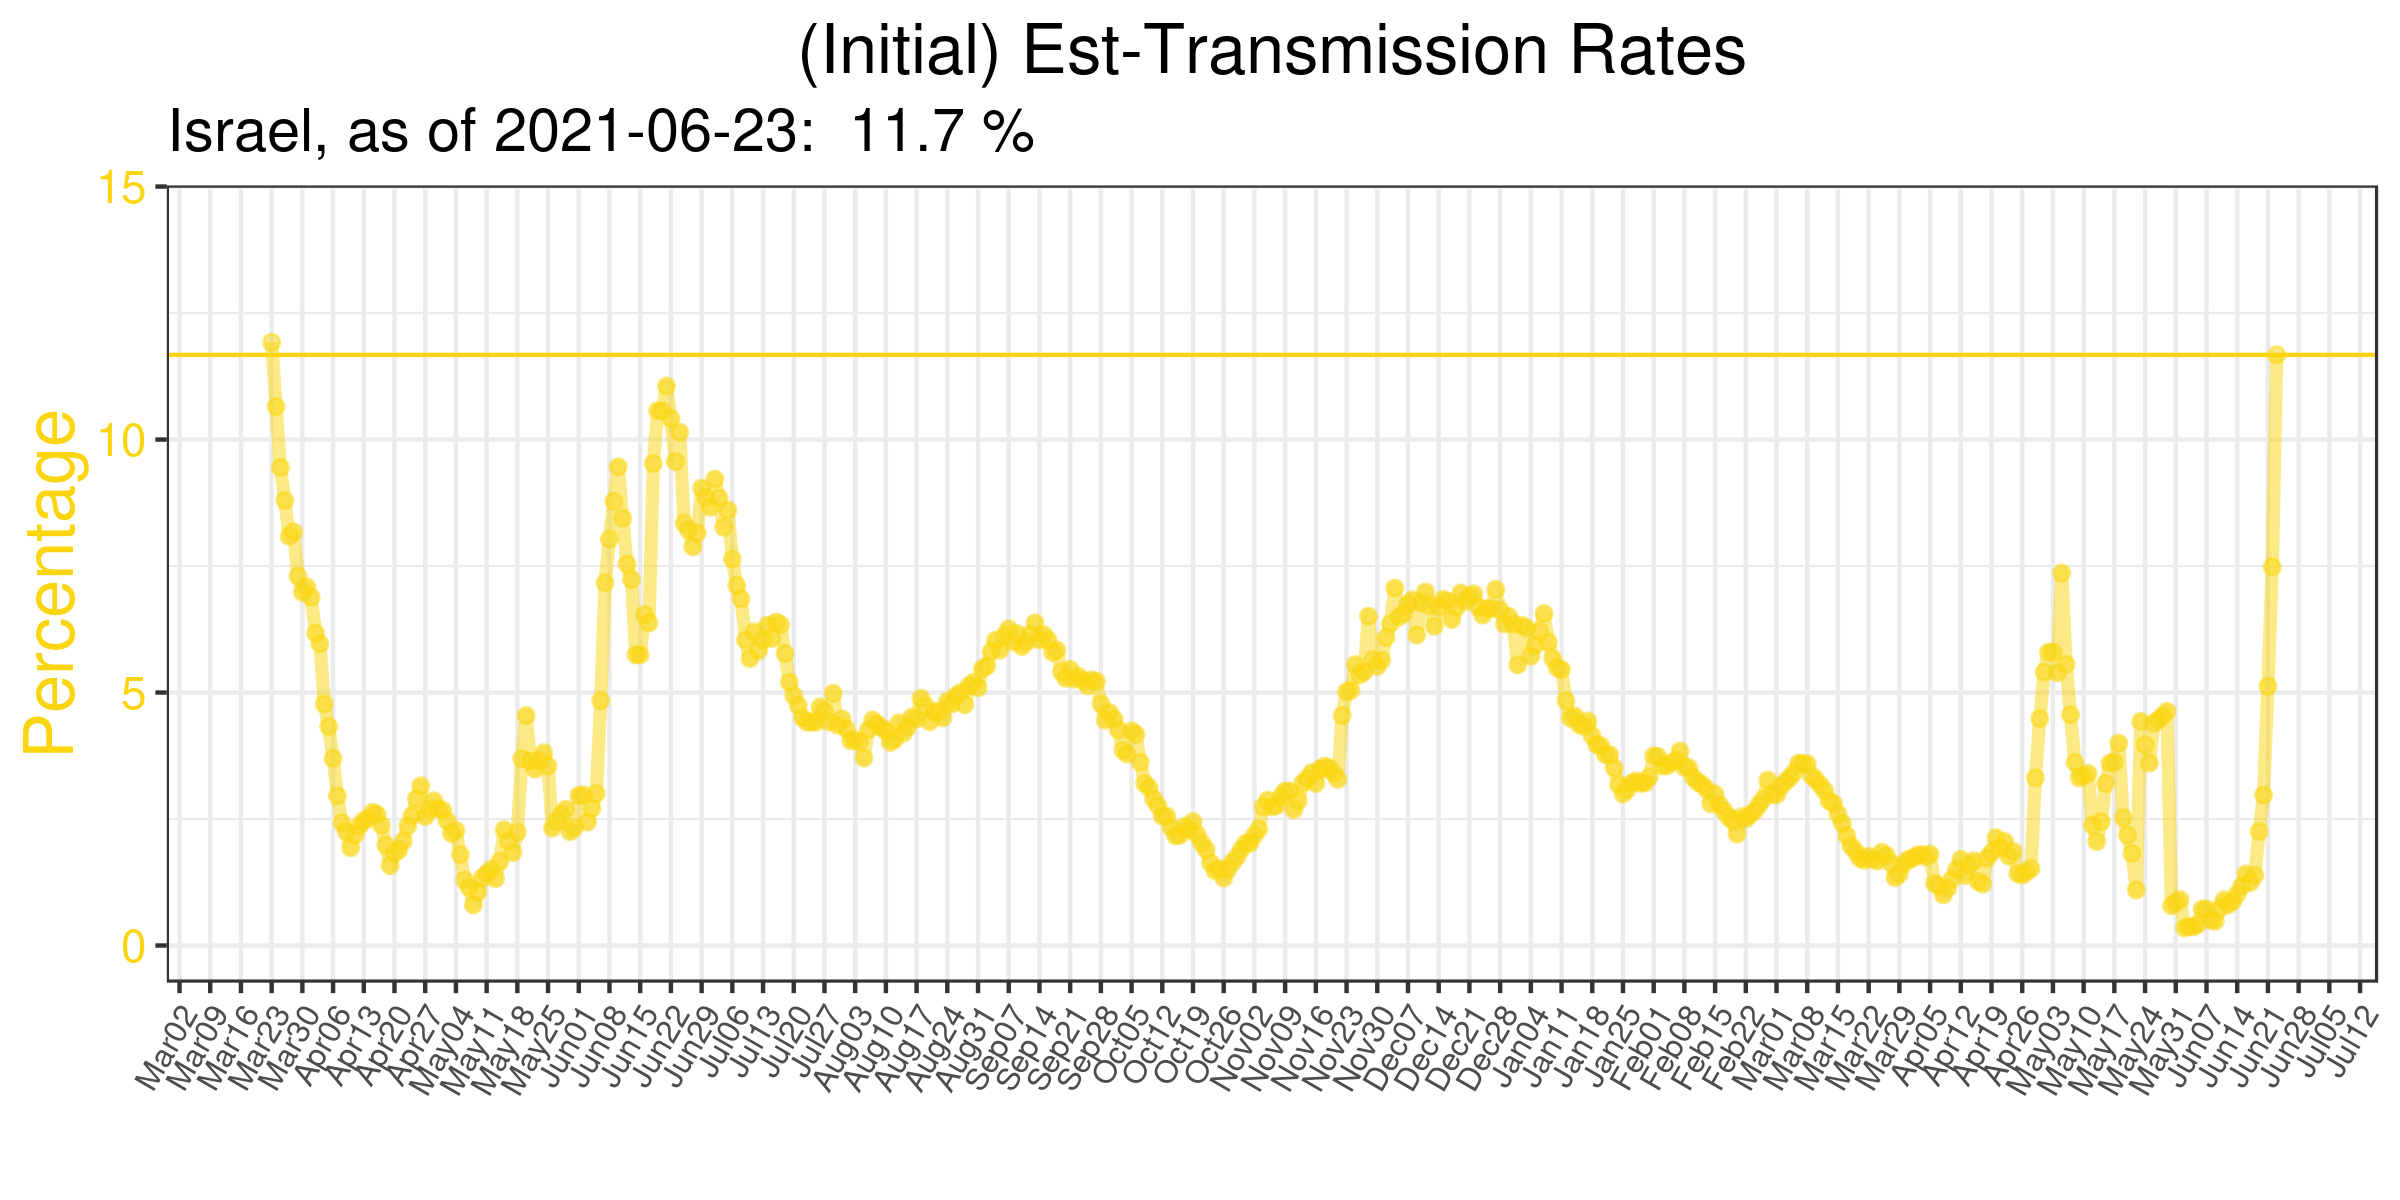 (Initial) Est-Transmission Rates
Israel, as of 2021-06-23:  11.7 %
Percentage
15
10
5
0
Mar02
Mar09
Mar16
Mar23
Mar30
Apr06
Apr13
Apr20
Apr27
May04
May11
May18
May25
Jun01
Jun08
Jun15
Jun22
Jun29
Jul06
Jul13
Jul20
Jul27
Aug03
Aug10
Aug17
Aug24
Aug31
Sep07
Sep14
Sep21
Sep28
Oct05
Oct12
Oct19
Oct26
Nov02
Nov09
Nov16
Nov23
Nov30
Dec07
Dec14
Dec21
Dec28
Jan04
Jan11
Jan18
Jan25
Feb01
Feb08
Feb15
Feb22
Mar01
Mar08
Mar15
Mar22
Mar29
Apr05
Apr12
Apr19
Apr26
May03
May10
May17
May24
May31
Jun07
Jun14
Jun21
Jun28
Jul05
Jul12